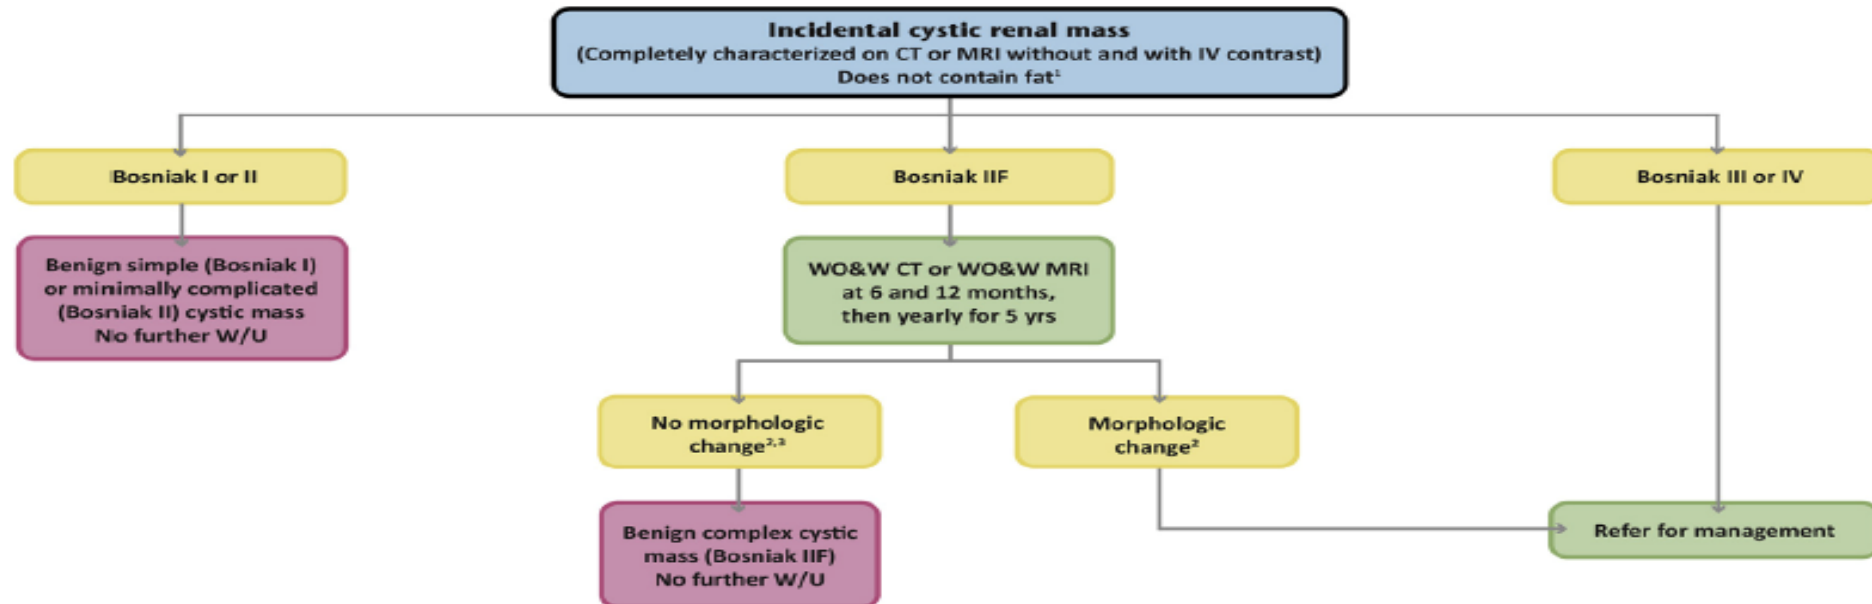 Incidental cystic renal mass
(Completely characterized on CT or MRI without and with IV contrast)
Does not contain fat¹
Bosniak I or II
Bosniak IIF
Bosniak III or IV
Benign simple (Bosniak I)
or minimally complicated
(Bosniak II) cystic mass
No further W/U
WO&W CT or WO&W MRI
at 6 and 12 months,
then yearly for 5 yrs
No morphologic
change²,³
Morphologic
change²
Benign complex cystic
mass (Bosniak IIF)
No further W/U
Refer for management